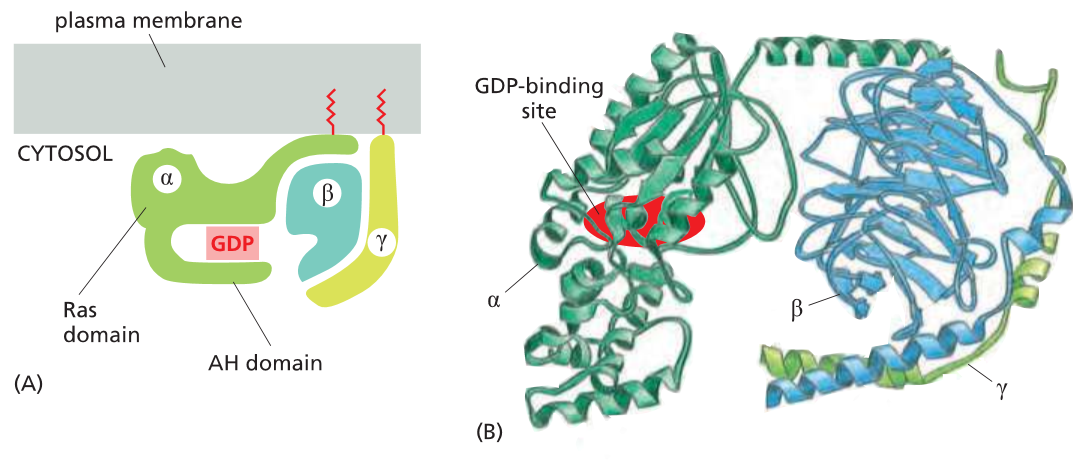 plasma membrane
CYTOSOL
α
β
γ
GDP
Ras
domain
AH domain
(A)
GDP-binding
site
α
β
γ
(B)